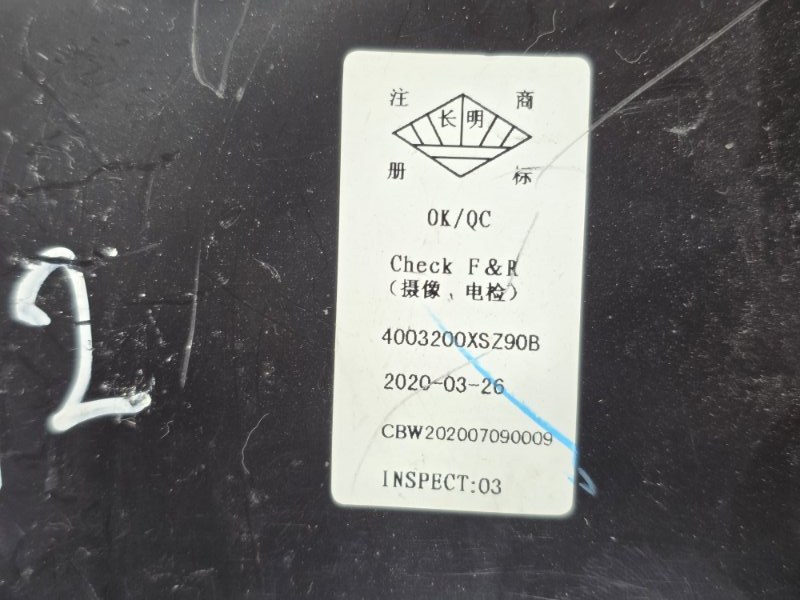 2
注 商
长明
册 标
OK/QC
Check F&R
(摄像,电检)
4003200XSZ90B
2020-03-26
CBW202007090009
INSPECT:03